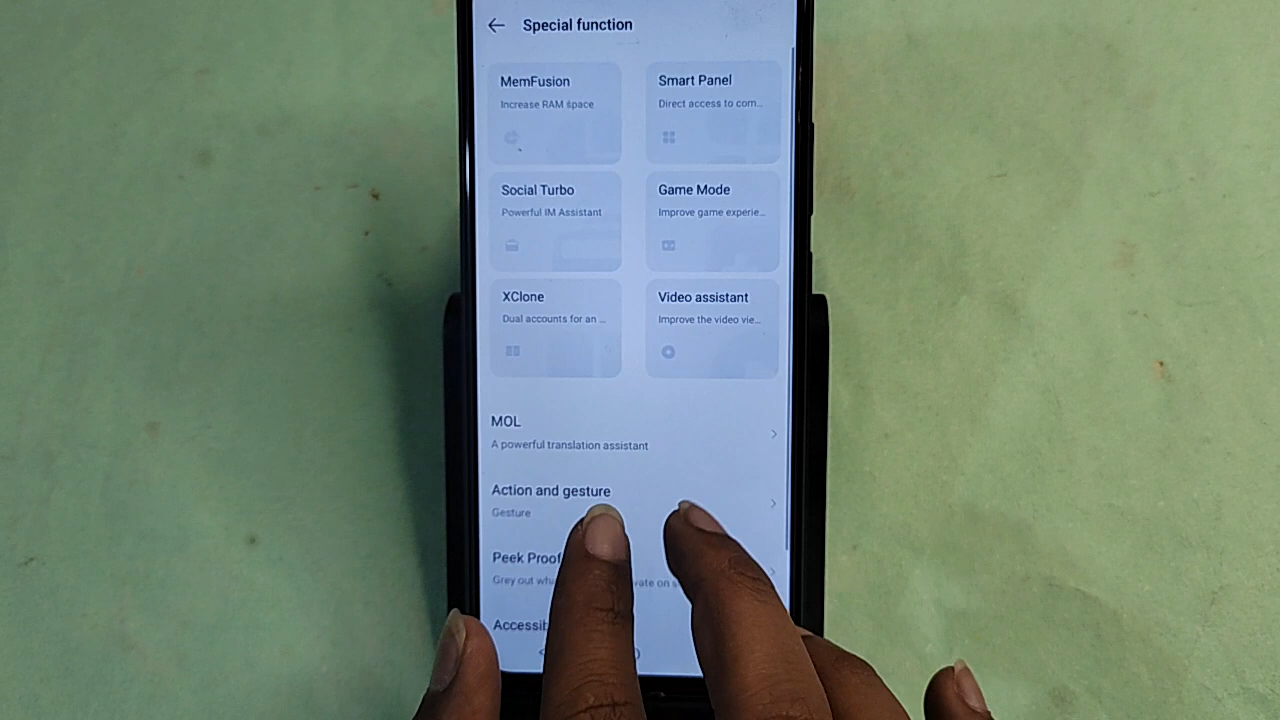 Special function
MemFusion
Increase RAM space
Smart Panel
Direct access to com...
Social Turbo
Powerful IM Assistant
Game Mode
Improve game experie...
XClone
Dual accounts for an ...
Video assistant
Improve the video vie...
MOL
A powerful translation assistant
Action and gesture
Gesture
Peek Proof
Grey out